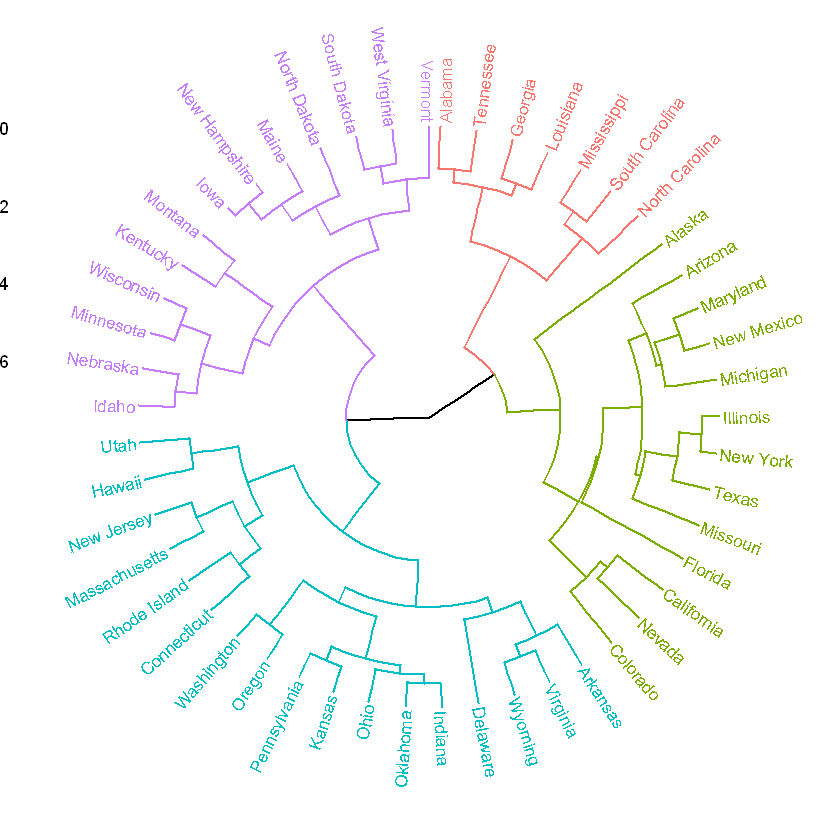 0
2
4
6
Vermont
Alabama
Tennessee
Georgia
Louisiana
Mississippi
South Carolina
North Carolina
Alaska
Arizona
Maryland
New Mexico
Michigan
Illinois
New York
Texas
Missouri
Florida
California
Nevada
Colorado
Arkansas
Virginia
Wyoming
Delaware
Indiana
Oklahoma
Ohio
Kansas
Pennsylvania
Oregon
Washington
Connecticut
Rhode Island
Massachusetts
New Jersey
Hawaii
Utah
Idaho
Nebraska
Minnesota
Wisconsin
Kentucky
Montana
Iowa
New Hampshire
Maine
North Dakota
South Dakota
West Virginia